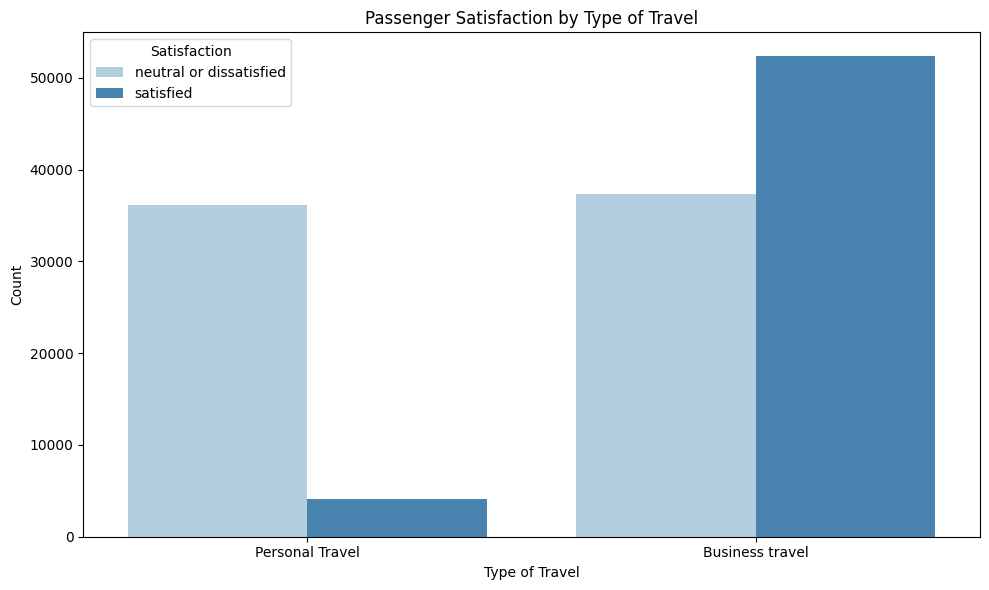 Passenger Satisfaction by Type of Travel
Satisfaction
neutral or dissatisfied
satisfied
Count
50000
40000
30000
20000
10000
0
Personal Travel
Business travel
Type of Travel